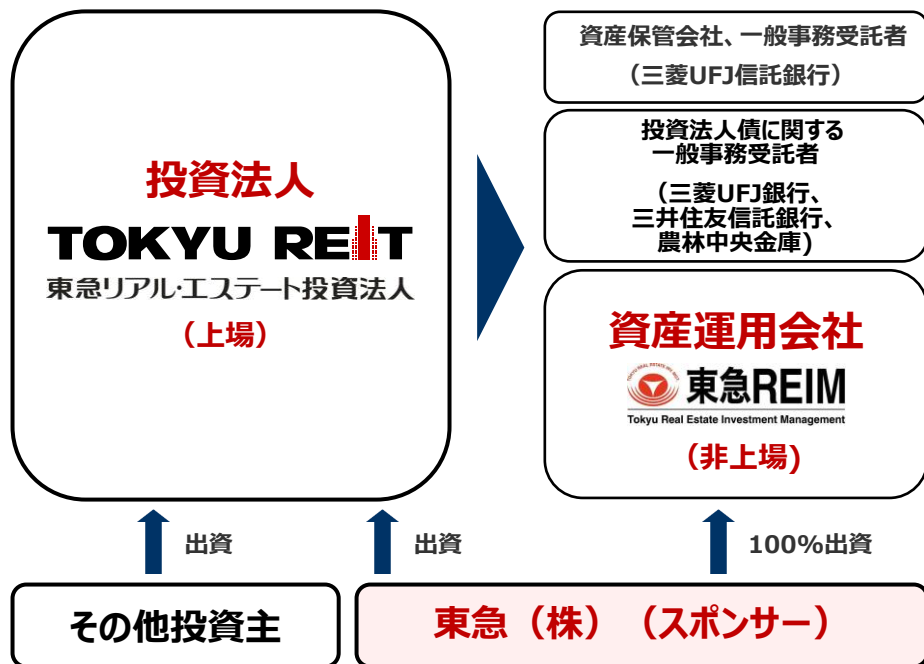 投資法人
TOKYU REIT
東急リアル・エステート投資法人
（上場）
資産保管会社、一般事務受託者
（三菱UFJ信託銀行）
投資法人債に関する
一般事務受託者
（三菱UFJ銀行、
三井住友信託銀行、
農林中央金庫)
資産運用会社
東急REIM
Tokyu Real Estate Investment Management
（非上場)
出資
出資
100%出資
その他投資主
東急（株）（スポンサー）